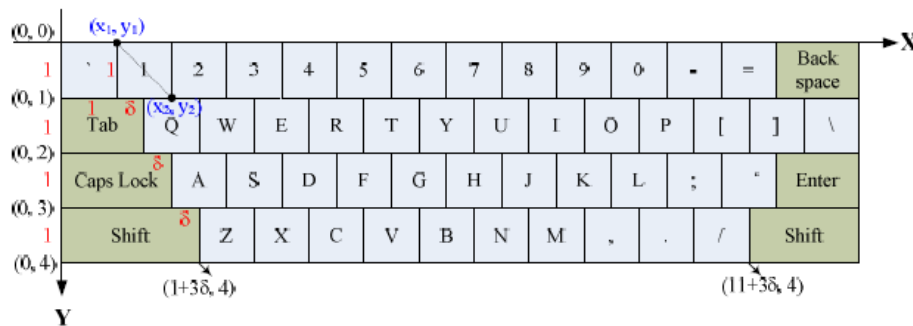 (0, 0) (x₁, y₁) X
1 ` 1 1 2 3 4 5 6 7 8 9 0 - = Back space
(0, 1) 1 δ (x₂, y₂)
1 Tab Q W E R T Y U I O P [ ] \
(0, 2) δ
1 Caps Lock A S D F G H J K L ; " Enter
(0, 3) δ
1 Shift Z X C V B N M , . / Shift
(0, 4)
(1+3δ, 4) (11+3δ, 4)
Y